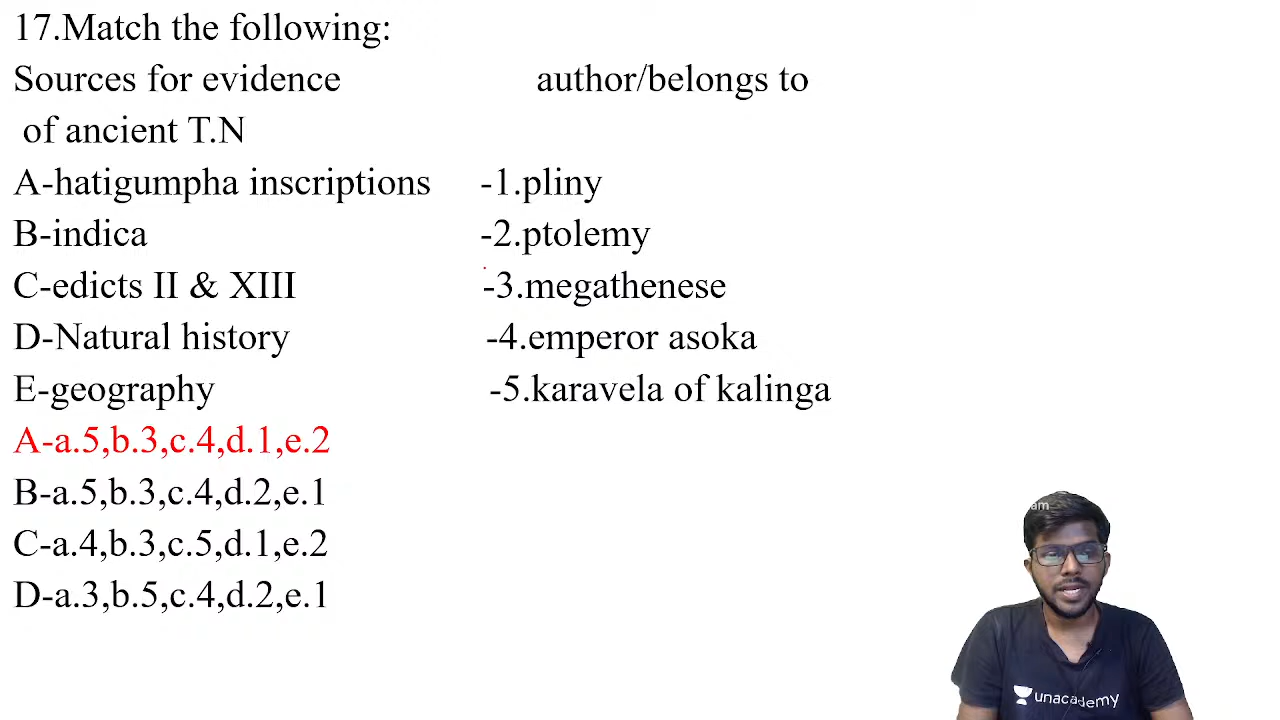 17.Match the following:
Sources for evidence author/belongs to
of ancient T.N
A-hatigumpha inscriptions -1.pliny
B-indica -2.ptolemy
C-edicts II & XIII -3.megathenese
D-Natural history -4.emperor asoka
E-geography -5.karavela of kalinga
A-a.5,b.3,c.4,d.1,e.2
B-a.5,b.3,c.4,d.2,e.1
C-a.4,b.3,c.5,d.1,e.2
D-a.3,b.5,c.4,d.2,e.1
am
unacademy